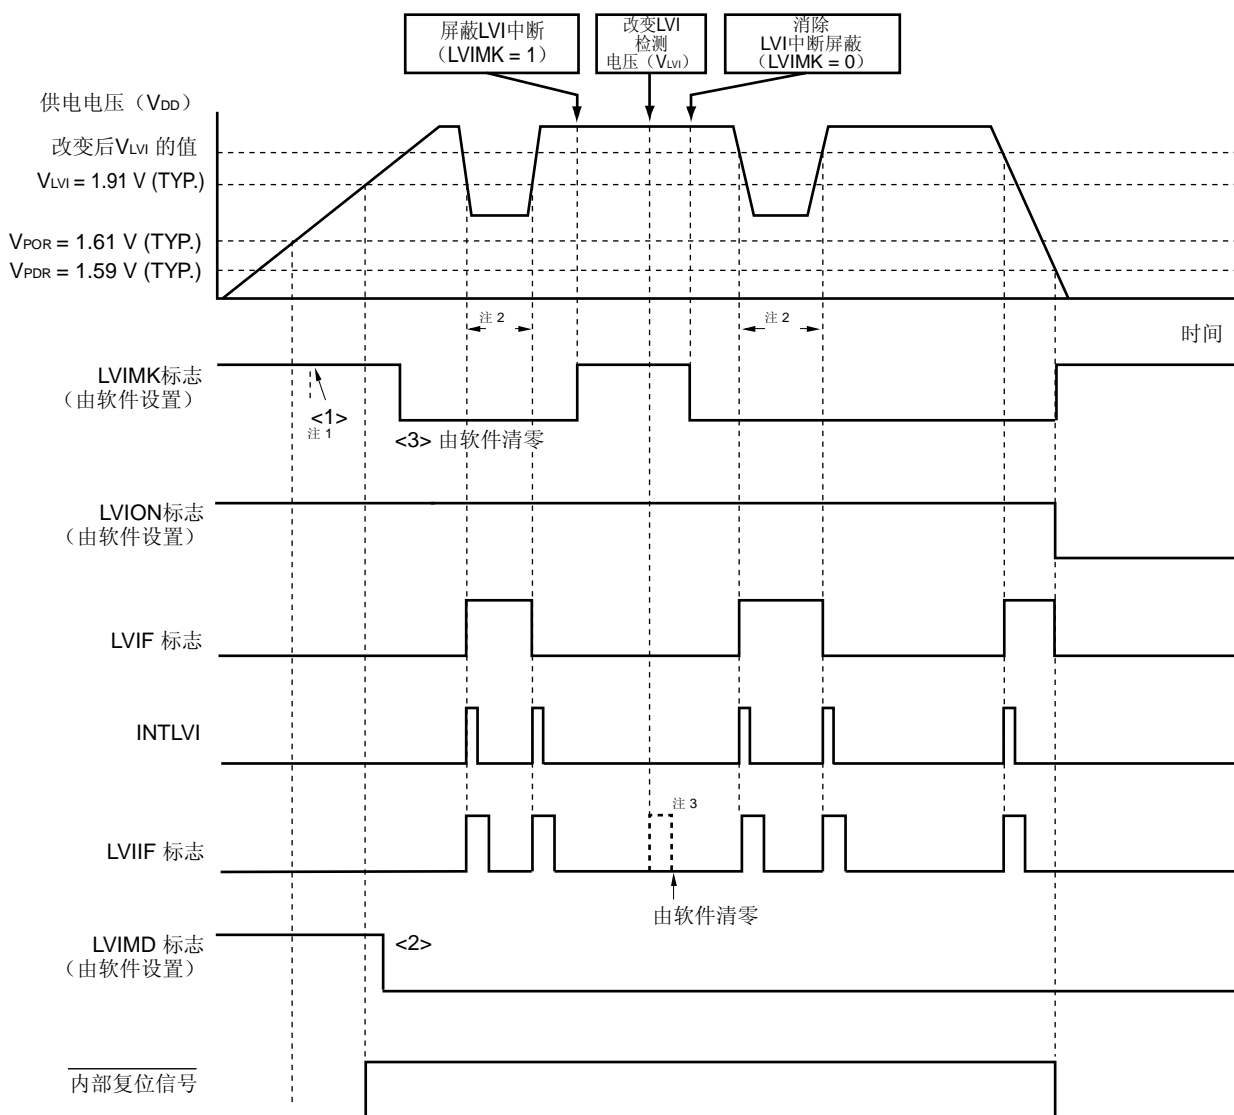 屏蔽LVI中断
（LVIMK = 1）
改变LVI
检测
电压（VLVI）
消除
LVI中断屏蔽
（LVIMK = 0）
供电电压（VDD）
改变后VLVI 的值
VLVI = 1.91 V (TYP.)
VPOR = 1.61 V (TYP.)
VPDR = 1.59 V (TYP.)
注 2
注 2
时间
LVIMK标志
（由软件设置）
<1>
注 1
<3> 由软件清零
LVION标志
（由软件设置）
LVIF 标志
INTLVI
注 3
LVIIF 标志
由软件清零
LVIMD 标志
（由软件设置）
<2>
内部复位信号